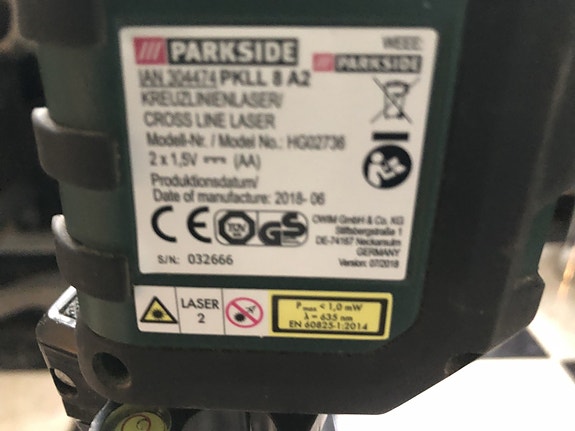 PARKSIDE
WEEE:
PARKSIDE
IAN 304474 PKLL 8 A2
KREUZLINIENLASER/
CROSS LINE LASER
Modell-Nr. / Model No.: HG02736
2 x 1,5V (AA)
Produktionsdatum/
Date of manufacture: 2018- 06
CE TÜV GS
OWIM GmbH & Co. KG
Stiftsbergstraße 1
DE-74167 Neckarsulm
GERMANY
Version: 07/2018
S/N: 032666
LASER
2
Pmax < 1,0 mW
λ = 635 nm
EN 60825-1:2014